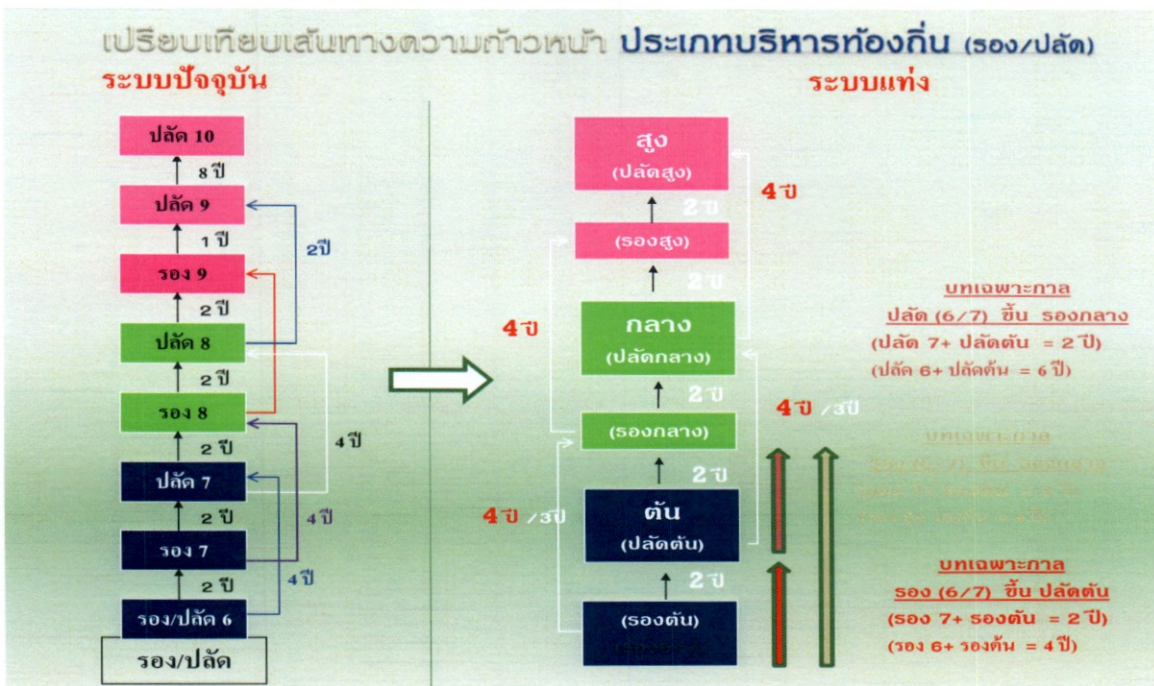 เปรียบเทียบเส้นทางความก้าวหน้า ประเภทบริหารท้องถิ่น (รอง/ปลัด)
ระบบปัจจุบัน
ปลัด 10
8 ปี
ปลัด 9
1 ปี
2ปี
รอง 9
2 ปี
ปลัด 8
2 ปี
รอง 8
2 ปี
4 ปี
ปลัด 7
2 ปี
4 ปี
รอง 7
2 ปี
4 ปี
รอง/ปลัด 6
รอง/ปลัด
ระบบแท่ง
สูง
(ปลัดสูง)
2 ปี
4 ปี
(รองสูง)
2 ปี
4 ปี
กลาง
(ปลัดกลาง)
2 ปี
4 ปี /3ปี
(รองกลาง)
2 ปี
4 ปี /3ปี
ต้น
(ปลัดต้น)
2 ปี
(รองต้น)
บทเฉพาะกาล
ปลัด (6/7) ขึ้น รองกลาง
(ปลัด 7+ ปลัดต้น = 2 ปี)
(ปลัด 6+ ปลัดต้น = 6 ปี)
บทเฉพาะกาล
บทเฉพาะกาล
รอง (6/7) ขึ้น ปลัดต้น
(รอง 7+ รองต้น = 2 ปี)
(รอง 6+ รองต้น = 4 ปี)